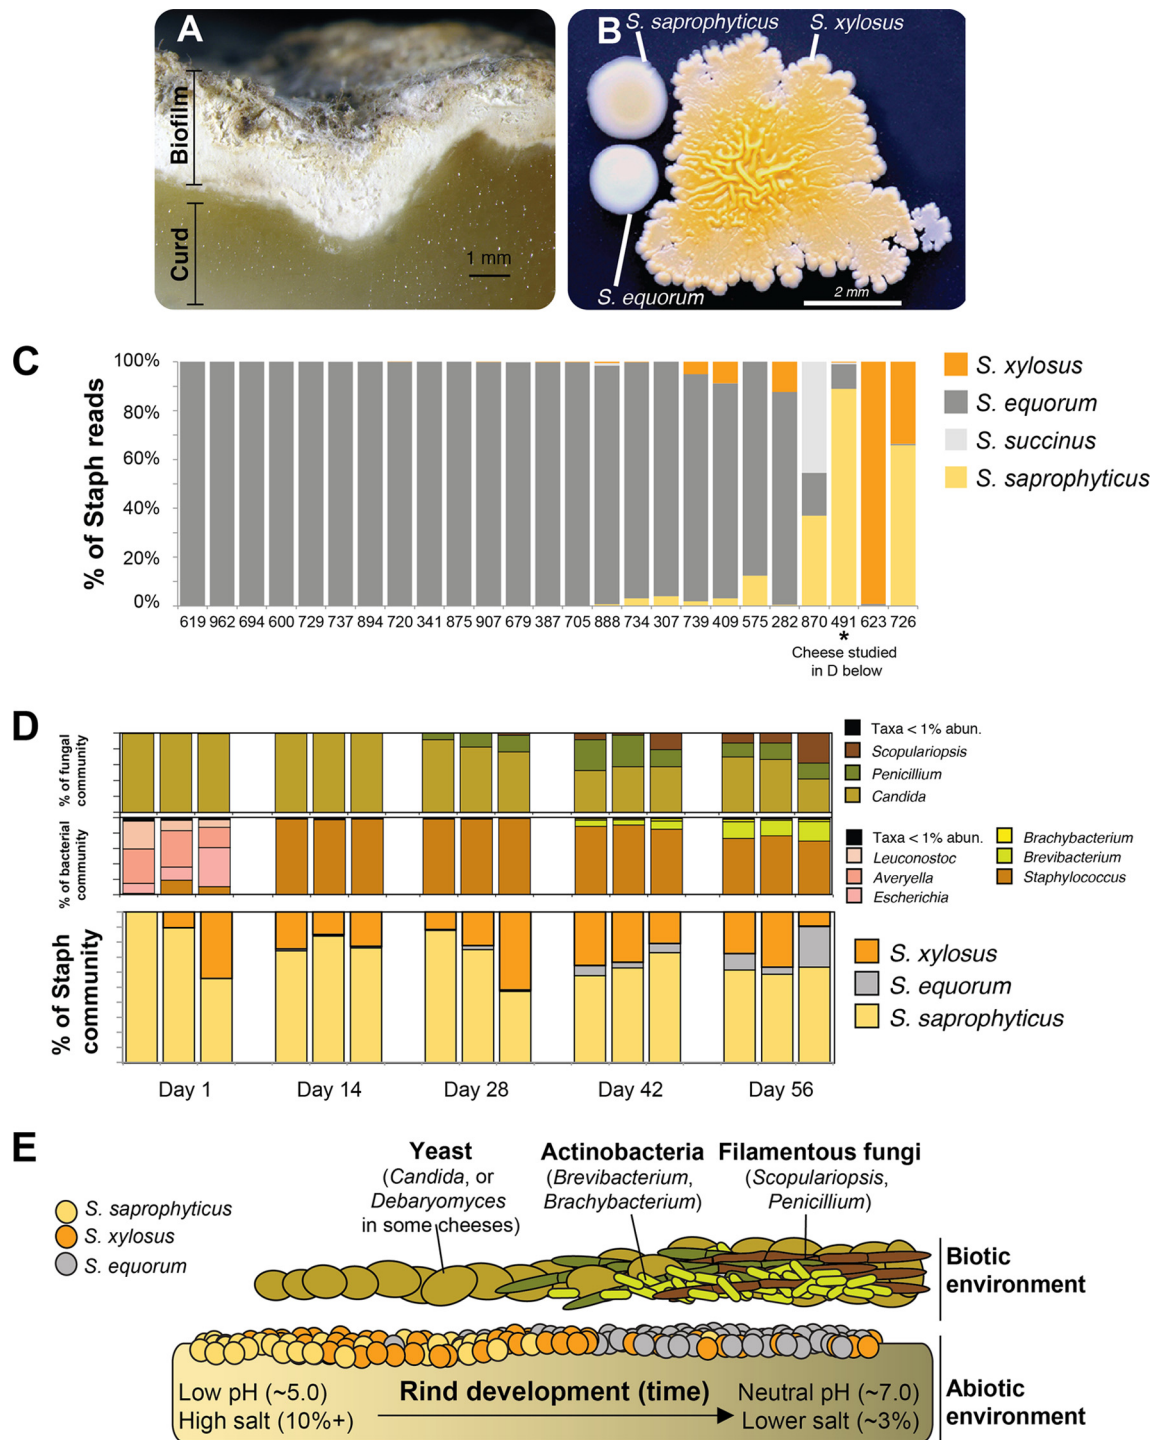 A
Biofilm
Curd
1 mm
B
S. saprophyticus
S. xylosus
S. equorum
2 mm
C
% of Staph reads
100%
80%
60%
40%
20%
0%
619 962 694 600 729 737 894 720 341 875 907 679 387 705 888 734 307 739 409 575 282 870 491 623 726
*
Cheese studied
in D below
S. xylosus
S. equorum
S. succinus
S. saprophyticus
D
% of fungal
community
Taxa < 1% abun.
Scopulariopsis
Penicillium
Candida
% of bacterial
community
Taxa < 1% abun.
Leuconostoc
Averyella
Escherichia
Brachybacterium
Brevibacterium
Staphylococcus
% of Staph
community
S. xylosus
S. equorum
S. saprophyticus
Day 1
Day 14
Day 28
Day 42
Day 56
E
S. saprophyticus
S. xylosus
S. equorum
Yeast
(Candida, or
Debaryomyces
in some cheeses)
Actinobacteria
(Brevibacterium,
Brachybacterium)
Filamentous fungi
(Scopulariopsis,
Penicillium)
Biotic
environment
Low pH (~5.0)
High salt (10%+)
Rind development (time)
Neutral pH (~7.0)
Lower salt (~3%)
Abiotic
environment